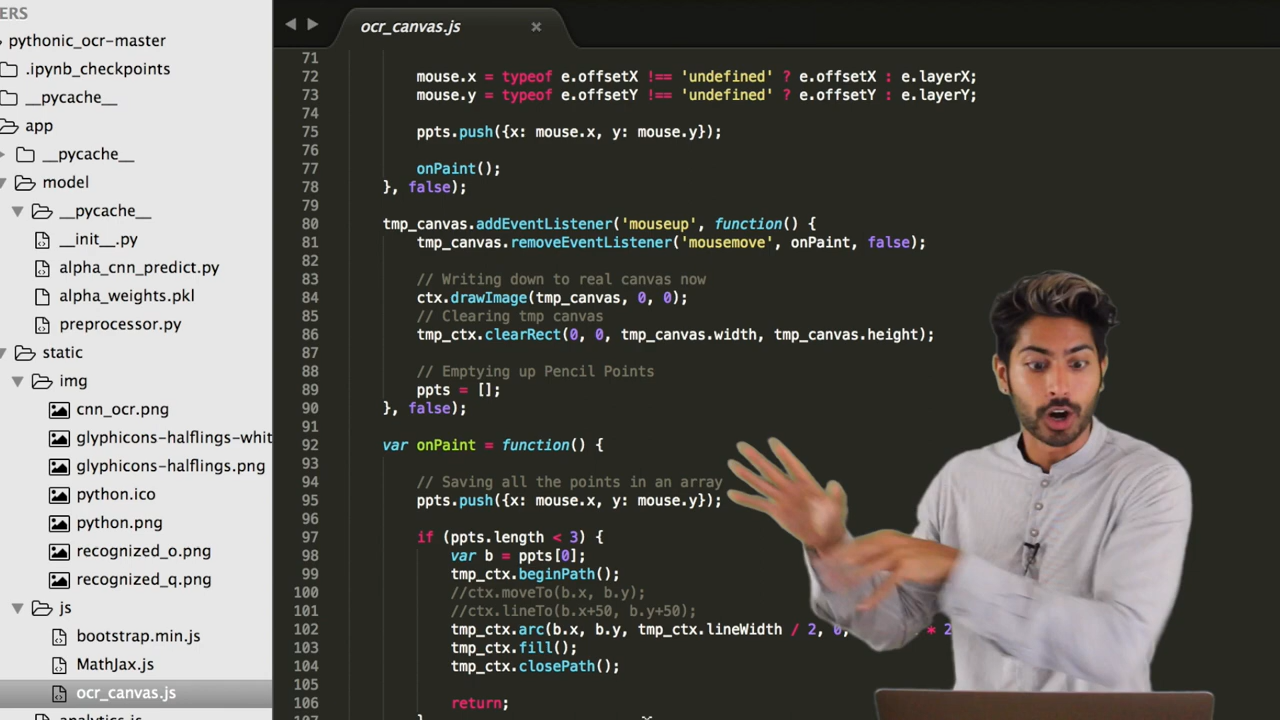 ERS
pythonic_ocr-master
.ipynb_checkpoints
__pycache__
app
__pycache__
model
__pycache__
__init__.py
alpha_cnn_predict.py
alpha_weights.pkl
preprocessor.py
static
img
cnn_ocr.png
glyphicons-halflings-whit
glyphicons-halflings.png
python.ico
python.png
recognized_o.png
recognized_q.png
js
bootstrap.min.js
MathJax.js
ocr_canvas.js
analytics.js
ocr_canvas.js ×
71
72 mouse.x = typeof e.offsetX !== 'undefined' ? e.offsetX : e.layerX;
73 mouse.y = typeof e.offsetY !== 'undefined' ? e.offsetY : e.layerY;
74
75 ppts.push({x: mouse.x, y: mouse.y});
76
77 onPaint();
78 }, false);
79
80 tmp_canvas.addEventListener('mouseup', function() {
81 tmp_canvas.removeEventListener('mousemove', onPaint, false);
82
83 // Writing down to real canvas now
84 ctx.drawImage(tmp_canvas, 0, 0);
85 // Clearing tmp canvas
86 tmp_ctx.clearRect(0, 0, tmp_canvas.width, tmp_canvas.height);
87
88 // Emptying up Pencil Points
89 ppts = [];
90 }, false);
91
92 var onPaint = function() {
93
94 // Saving all the points in an array
95 ppts.push({x: mouse.x, y: mouse.y});
96
97 if (ppts.length < 3) {
98 var b = ppts[0];
99 tmp_ctx.beginPath();
100 //ctx.moveTo(b.x, b.y);
101 //ctx.lineTo(b.x+50, b.y+50);
102 tmp_ctx.arc(b.x, b.y, tmp_ctx.lineWidth / 2, 0, * 2
103 tmp_ctx.fill();
104 tmp_ctx.closePath();
105
106 return;
107 }